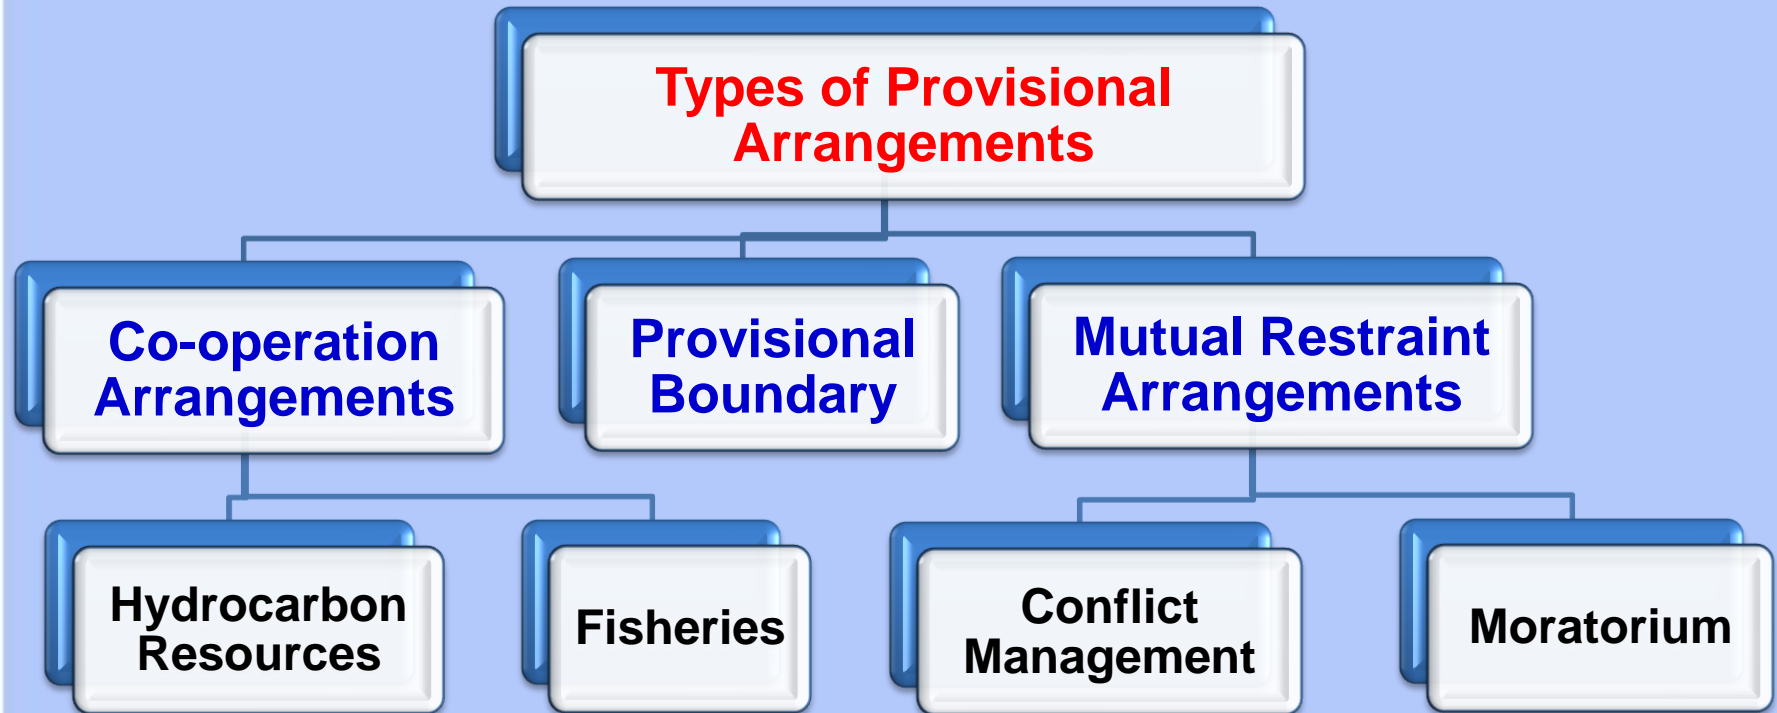 Types of Provisional
Arrangements
Co-operation
Arrangements
Provisional
Boundary
Mutual Restraint
Arrangements
Hydrocarbon
Resources
Fisheries
Conflict
Management
Moratorium